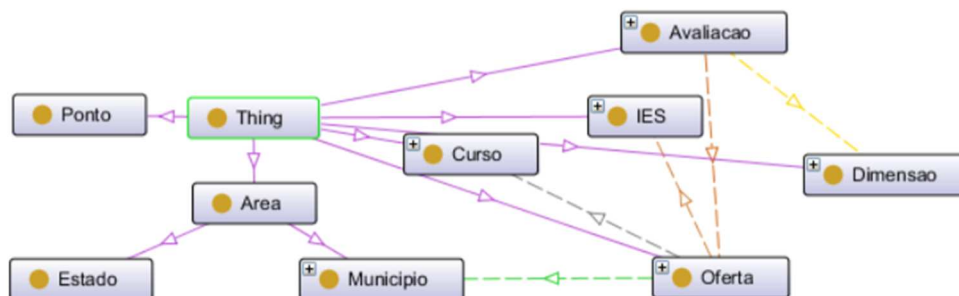 Avaliacao
Ponto
Thing
IES
Curso
Dimensao
Area
Estado
Municipio
Oferta